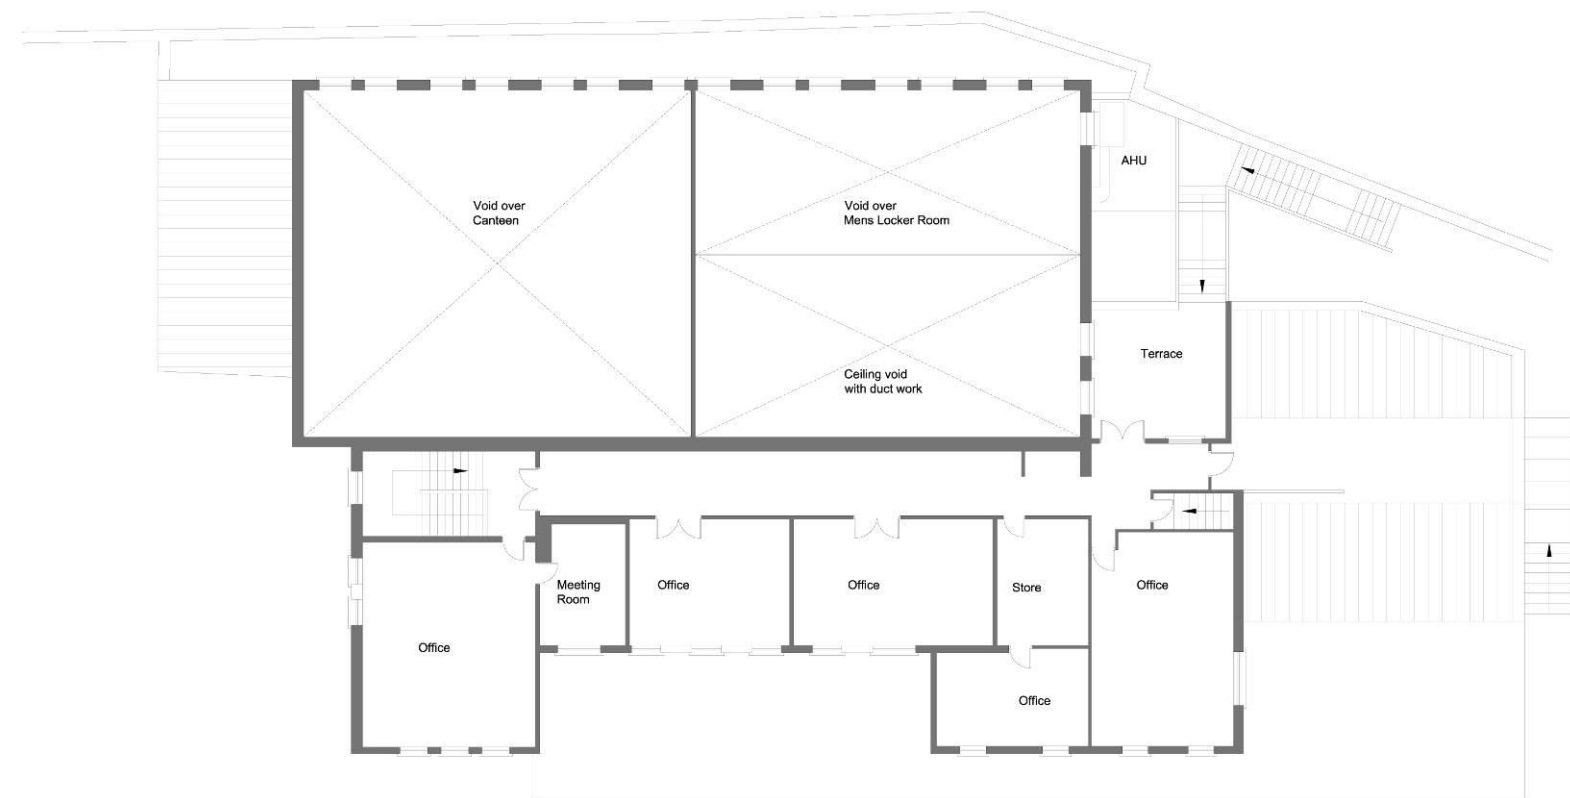 AHU
Void over
Canteen
Void over
Mens Locker Room
Terrace
Ceiling void
with duct work
Meeting
Room
Office
Office
Store
Office
Office
Office